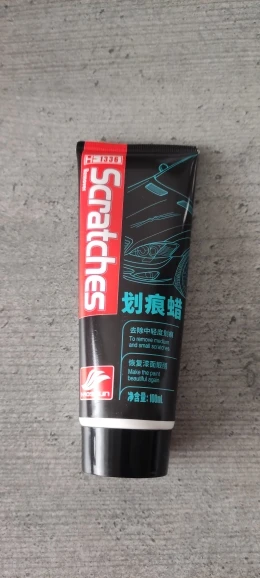 Scratches
划痕蜡
去除中轻度划痕
To remove medium
and small scratches
恢复漆面靓丽
Make the paint
beautiful again
净含量:100mL